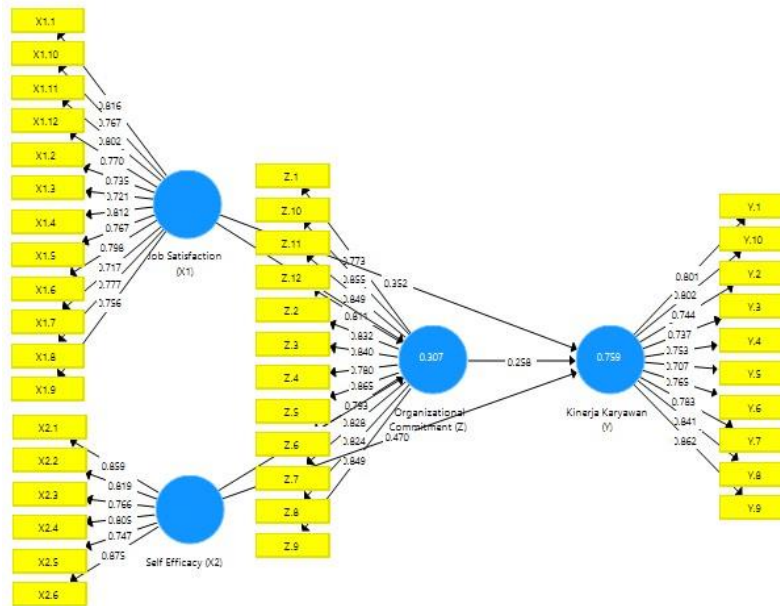 X1.1
X1.10
X1.11
X1.12
X1.2
X1.3
X1.4
X1.5
X1.6
X1.7
X1.8
X1.9
0.816
0.767
0.802
0.770
0.735
0.721
0.812
0.767
0.798
0.717
0.777
0.756
Job Satisfaction
(X1)
X2.1
X2.2
X2.3
X2.4
X2.5
X2.6
0.859
0.819
0.766
0.805
0.747
0.875
Self Efficacy (X2)
Z.1
Z.10
Z.11
Z.12
Z.2
Z.3
Z.4
Z.5
Z.6
Z.7
Z.8
Z.9
0.773
0.855
0.849
0.811
0.832
0.840
0.780
0.865
0.793
0.828
0.824
0.849
0.307
Organizational
Commitment (Z)
0.352
0.258
0.470
0.759
Kinerja Karyawan
(Y)
0.801
0.802
0.744
0.737
0.753
0.707
0.765
0.783
0.841
0.862
Y.1
Y.10
Y.2
Y.3
Y.4
Y.5
Y.6
Y.7
Y.8
Y.9